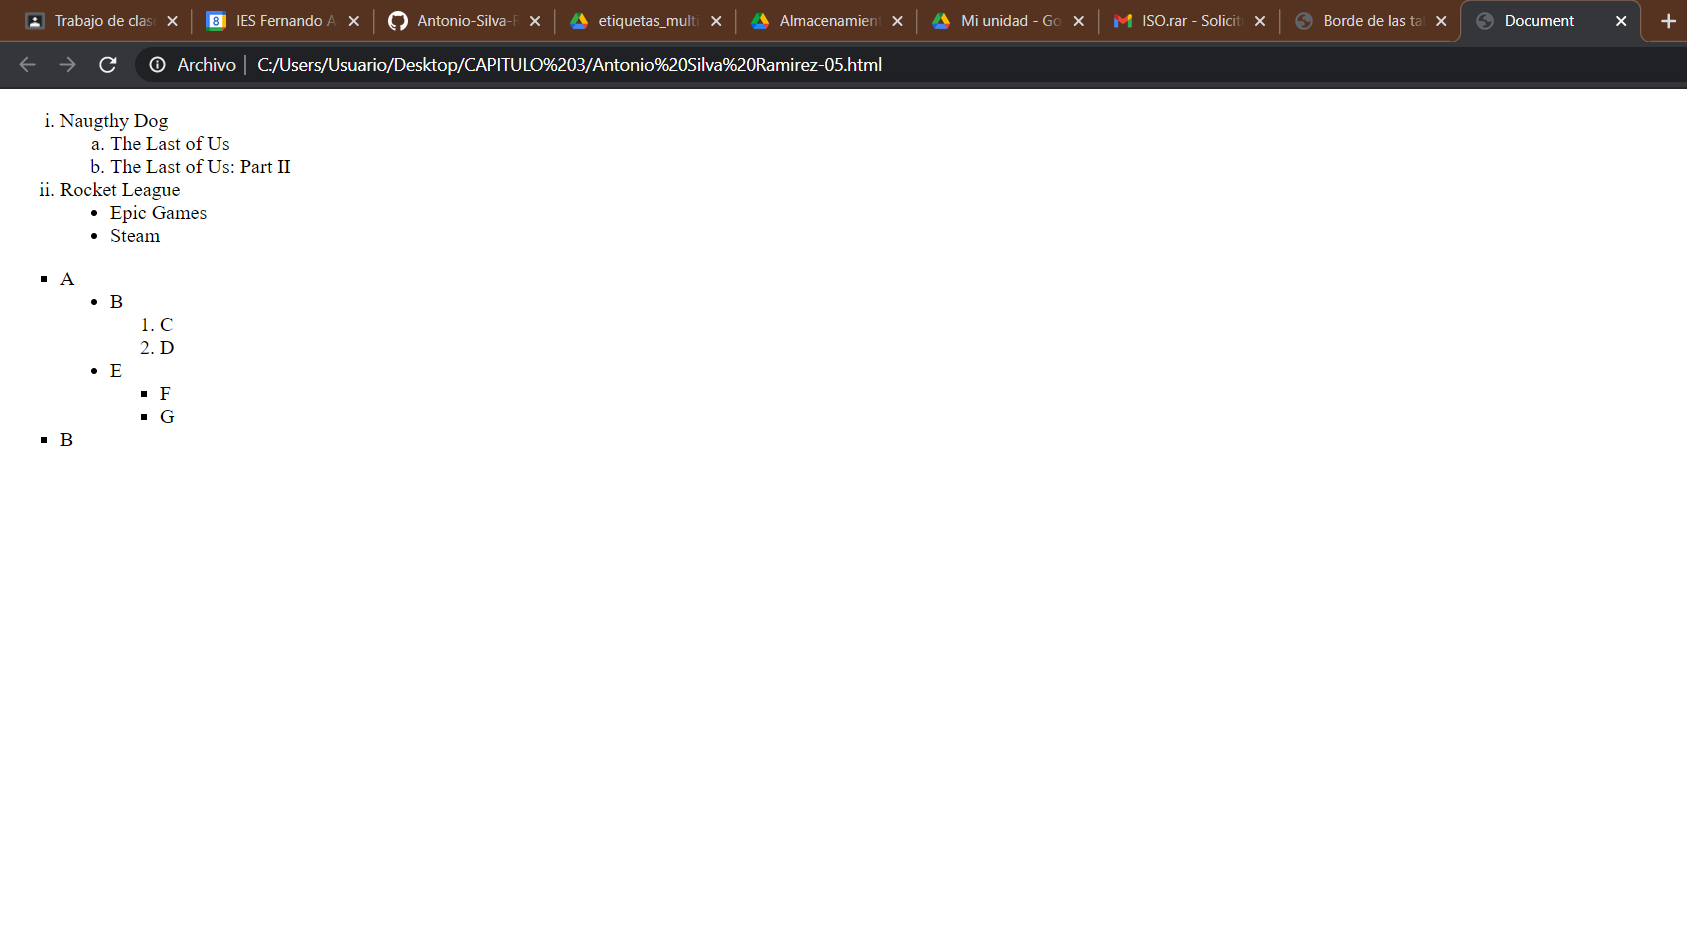 Trabajo de clas
IES Fernando A
Antonio-Silva-R
etiquetas_multi
Almacenamient
Mi unidad - Go
ISO.rar - Solicit
Borde de las ta
Document
Archivo
C:/Users/Usuario/Desktop/CAPITULO%203/Antonio%20Silva%20Ramirez-05.html
i. Naugthy Dog
a. The Last of Us
b. The Last of Us: Part II
ii. Rocket League
• Epic Games
• Steam
▪ A
• B
1. C
2. D
• E
▪ F
▪ G
▪ B